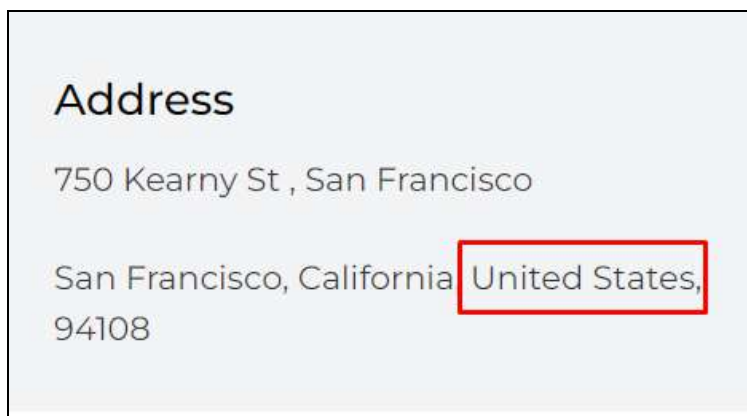 Address
750 Kearny St , San Francisco
San Francisco, California, United States,
94108